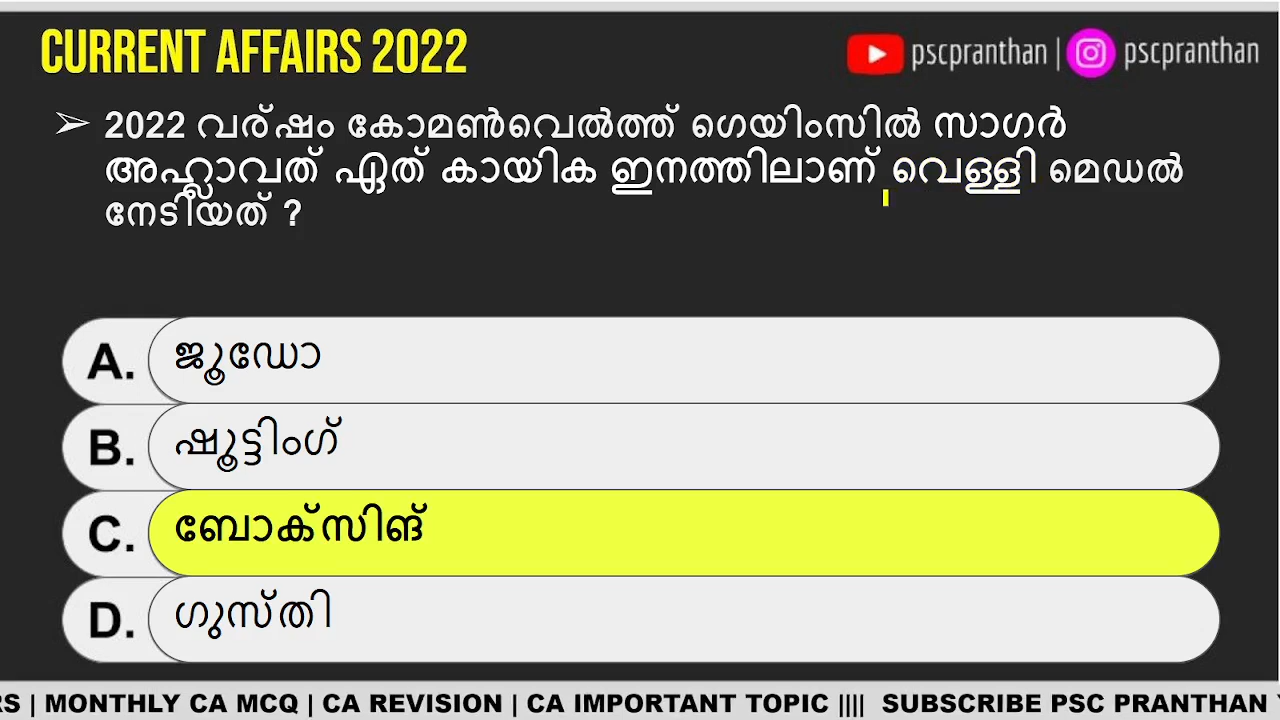 CURRENT AFFAIRS 2022
pscpranthan | pscpranthan
➢ 2022 വര്ഷം കോമൺവെൽത്ത് ഗെയിംസിൽ സാഗർ
അഹ്ലാവത് ഏത് കായിക ഇനത്തിലാണ് വെള്ളി മെഡൽ
നേടിയത് ?
A. ജൂഡോ
B. ഷൂട്ടിംഗ്
C. ബോക്സിങ്
D. ഗുസ്തി
RS | MONTHLY CA MCQ | CA REVISION | CA IMPORTANT TOPIC |||| SUBSCRIBE PSC PRANTHAN